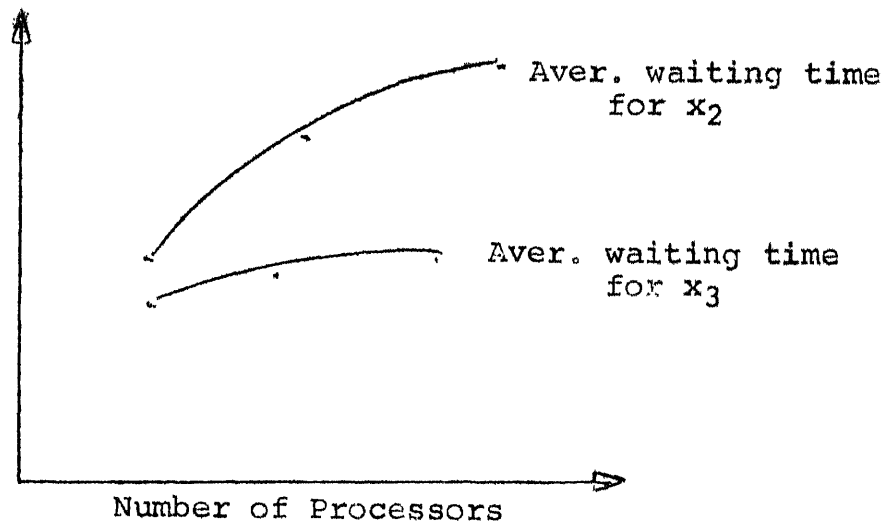 Aver. waiting time
for x2
Aver. waiting time
for x3
Number of Processors